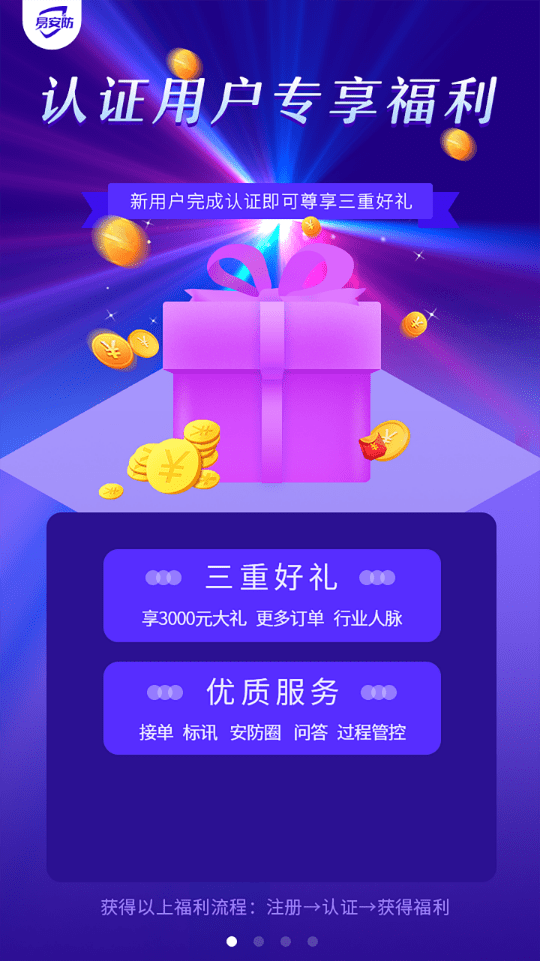 易安防
认证用户专享福利
新用户完成认证即可尊享三重好礼
三重好礼
享3000元大礼 更多订单 行业人脉
优质服务
接单 标讯 安防圈 问答 过程管控
获得以上福利流程：注册→认证→获得福利